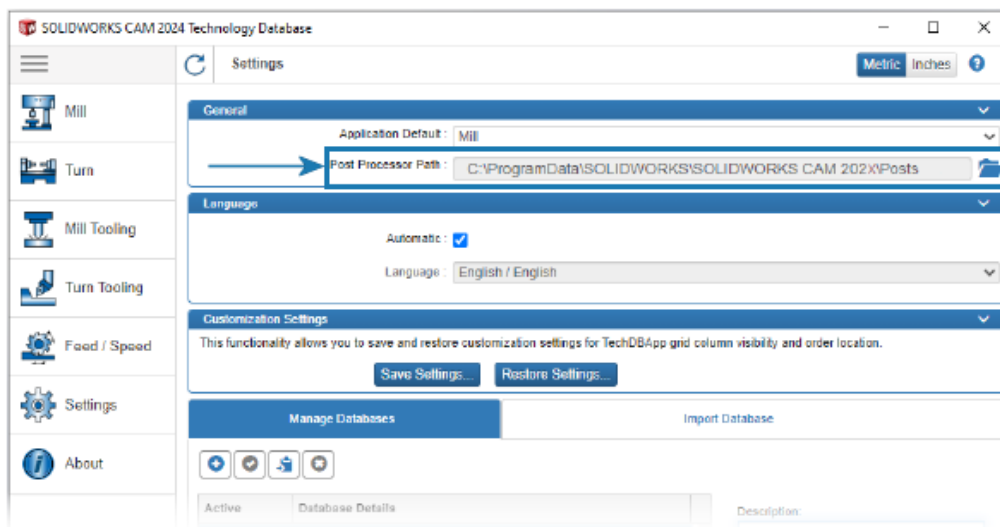 SOLIDWORKS CAM 2024 Technology Database
Settings
Metric Inches
Mill
Turn
Mill Tooling
Turn Tooling
Feed / Speed
Settings
About
General
Application Default : Mill
Post Processor Path : C:\ProgramData\SOLIDWORKS\SOLIDWORKS CAM 202X\Posts
Language
Automatic :
Language : English / English
Customization Settings
This functionality allows you to save and restore customization settings for TechDBApp grid column visibility and order location.
Save Settings... Restore Settings...
Manage Databases Import Database
Active Database Details Description: